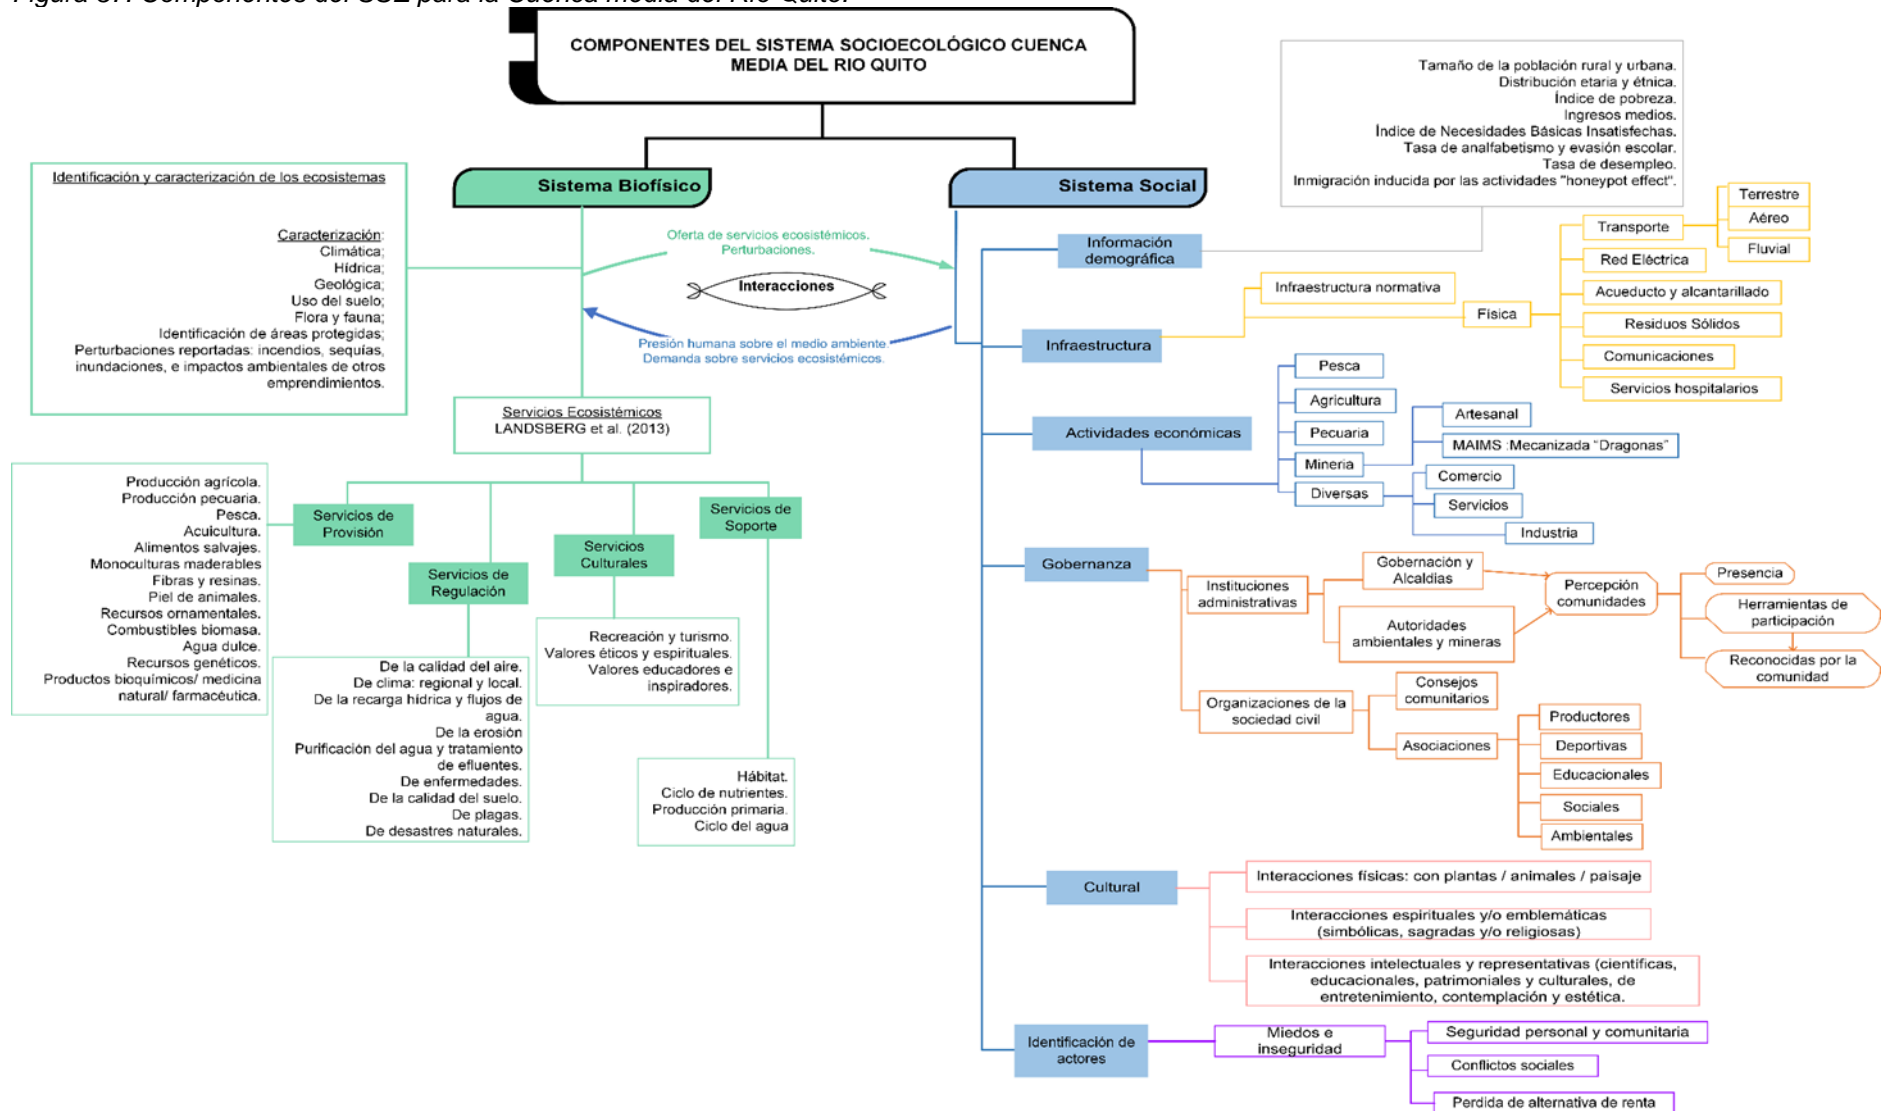 COMPONENTES DEL SISTEMA SOCIOECOLÓGICO CUENCA
MEDIA DEL RIO QUITO
Sistema Biofísico
Sistema Social
Identificación y caracterización de los ecosistemas
Caracterización:
Climática;
Hídrica;
Geológica;
Uso del suelo;
Flora y fauna;
Identificación de áreas protegidas;
Perturbaciones reportadas: incendios, sequías,
inundaciones, e impactos ambientales de otros
emprendimientos.
Oferta de servicios ecosistémicos.
Perturbaciones.
Interacciones
Presión humana sobre el medio ambiente.
Demanda sobre servicios ecosistémicos.
Servicios Ecosistémicos
LANDSBERG et al. (2013)
Servicios de
Provisión
Producción agrícola.
Producción pecuaria.
Pesca.
Acuicultura.
Alimentos salvajes.
Monoculturas maderables
Fibras y resinas.
Piel de animales.
Recursos ornamentales.
Combustibles biomasa.
Agua dulce.
Recursos genéticos.
Productos bioquímicos/ medicina
natural/ farmacéutica.
Servicios de
Regulación
De la calidad del aire.
De clima: regional y local.
De la recarga hídrica y flujos de
agua.
De la erosión
Purificación del agua y tratamiento
de efluentes.
De enfermedades.
De la calidad del suelo.
De plagas.
De desastres naturales.
Servicios
Culturales
Recreación y turismo.
Valores éticos y espirituales.
Valores educadores e
inspiradores.
Servicios de
Soporte
Hábitat.
Ciclo de nutrientes.
Producción primaria.
Ciclo del agua
Información
demográfica
Tamaño de la población rural y urbana.
Distribución etaria y étnica.
Índice de pobreza.
Ingresos medios.
Índice de Necesidades Básicas Insatisfechas.
Tasa de analfabetismo y evasión escolar.
Tasa de desempleo.
Inmigración inducida por las actividades "honeypot effect".
Infraestructura
Infraestructura normativa
Física
Transporte
Terrestre
Aéreo
Fluvial
Red Eléctrica
Acueducto y alcantarillado
Residuos Sólidos
Comunicaciones
Servicios hospitalarios
Actividades económicas
Pesca
Agricultura
Pecuaria
Mineria
Artesanal
MAIMS :Mecanizada “Dragonas”
Diversas
Comercio
Servicios
Industria
Gobernanza
Instituciones
administrativas
Gobernación y
Alcaldías
Autoridades
ambientales y mineras
Percepción
comunidades
Presencia
Herramientas de
participación
Reconocidas por la
comunidad
Organizaciones de la
sociedad civil
Consejos
comunitarios
Asociaciones
Productores
Deportivas
Educacionales
Sociales
Ambientales
Cultural
Interacciones físicas: con plantas / animales / paisaje
Interacciones espirituales y/o emblemáticas
(simbólicas, sagradas y/o religiosas)
Interacciones intelectuales y representativas (científicas,
educacionales, patrimoniales y culturales, de
entretenimiento, contemplación y estética.
Identificación de
actores
Miedos e
inseguridad
Seguridad personal y comunitaria
Conflictos sociales
Perdida de alternativa de renta